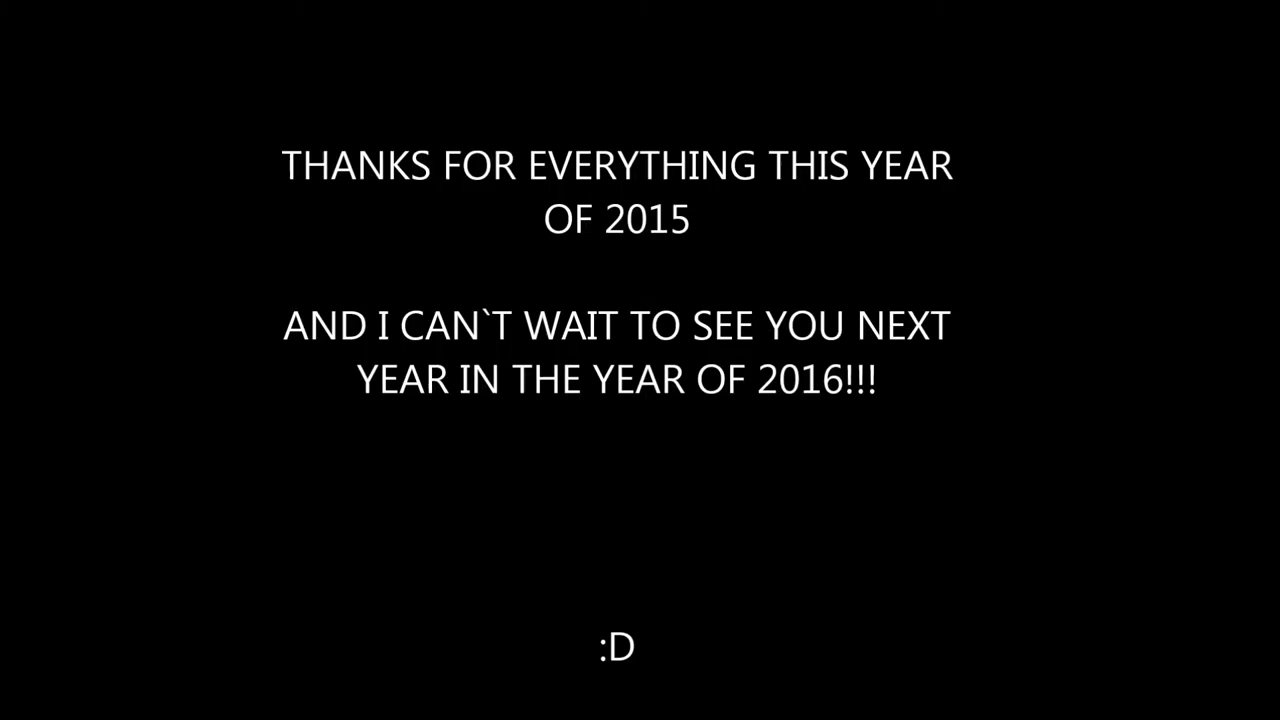 THANKS FOR EVERYTHING THIS YEAR
OF 2015
AND I CAN`T WAIT TO SEE YOU NEXT
YEAR IN THE YEAR OF 2016!!!
:D